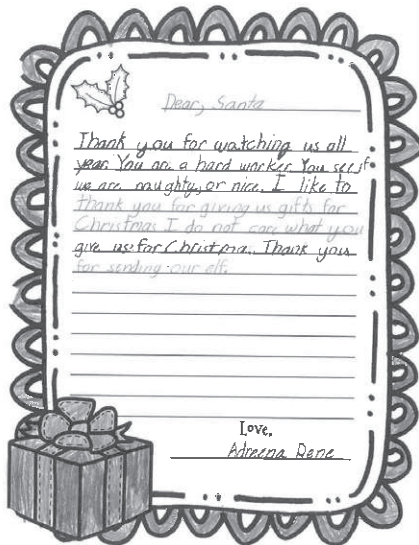 Dear, Santa
Thank you for watching us all
year. You are a hard worker You see if
we are naughty, or nice. I like to
thank you for giving us gifts for
Christmas I do not care what you
give us for Christma. Thank you
for sending our elf.
Love,
Adreena Rene